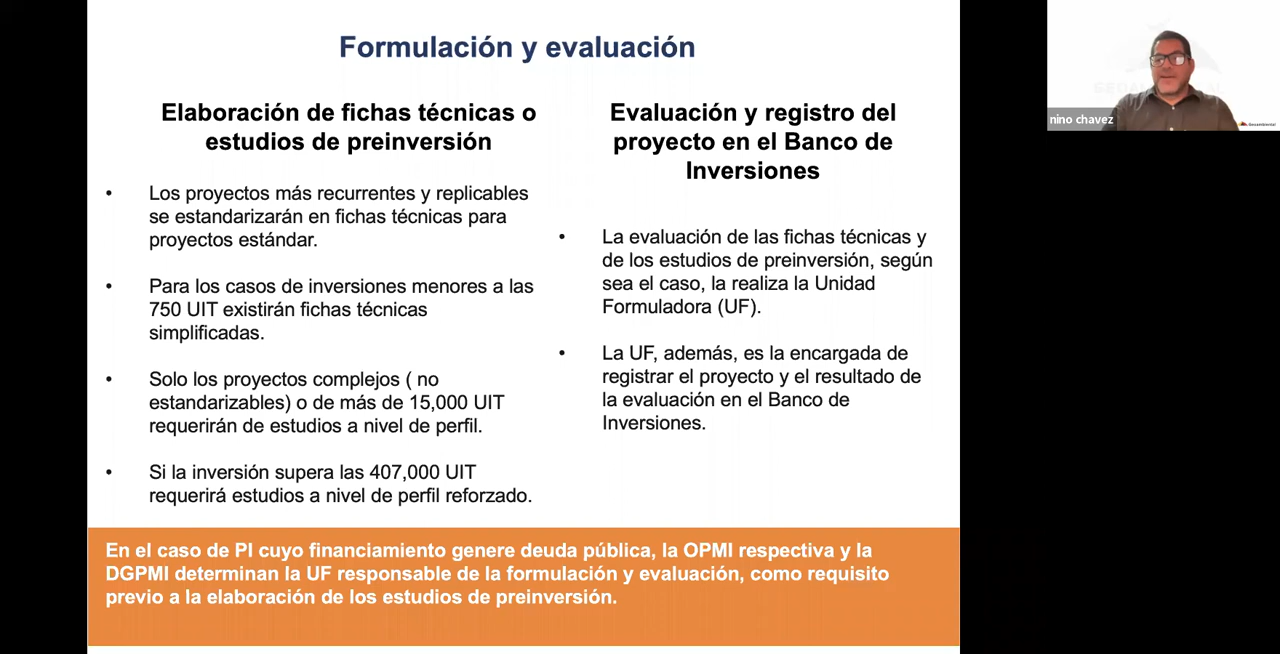 Formulación y evaluación
Elaboración de fichas técnicas o
estudios de preinversión
• Los proyectos más recurrentes y replicables
se estandarizarán en fichas técnicas para
proyectos estándar.
• Para los casos de inversiones menores a las
750 UIT existirán fichas técnicas
simplificadas.
• Solo los proyectos complejos ( no
estandarizables) o de más de 15,000 UIT
requerirán de estudios a nivel de perfil.
• Si la inversión supera las 407,000 UIT
requerirá estudios a nivel de perfil reforzado.
Evaluación y registro del
proyecto en el Banco de
Inversiones
• La evaluación de las fichas técnicas y
de los estudios de preinversión, según
sea el caso, la realiza la Unidad
Formuladora (UF).
• La UF, además, es la encargada de
registrar el proyecto y el resultado de
la evaluación en el Banco de
Inversiones.
En el caso de PI cuyo financiamiento genere deuda pública, la OPMI respectiva y la
DGPMI determinan la UF responsable de la formulación y evaluación, como requisito
previo a la elaboración de los estudios de preinversión.
nino chavez